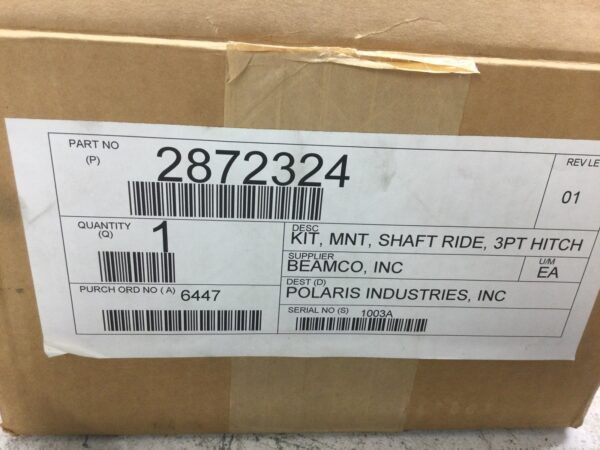 PART NO
(P)
2872324
REV LE
01
QUANTITY
(Q)
1
DESC
KIT, MNT, SHAFT RIDE, 3PT HITCH
SUPPLIER
BEAMCO, INC
U/M
EA
PURCH ORD NO (A) 6447
DEST (D)
POLARIS INDUSTRIES, INC
SERIAL NO (S) 1003A